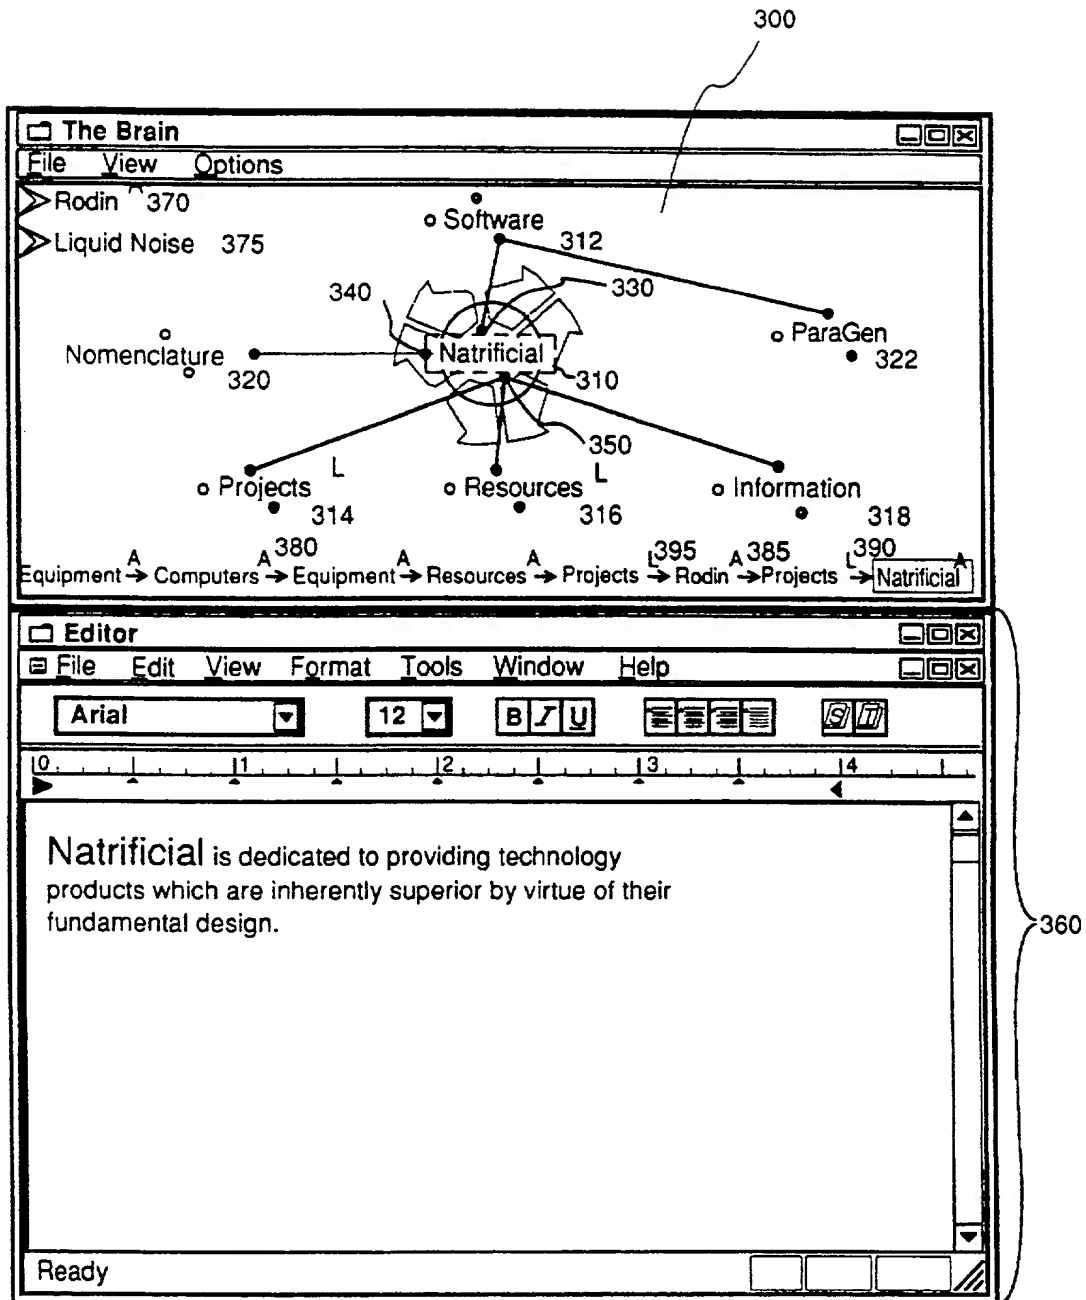 300
The Brain
File View Options
Rodin 370
Software
Liquid Noise 375
312
340
330
ParaGen
Nomenclature
Natrificial
322
320
310
350
L
L
Projects
Resources
Information
314
316
318
A A 380 A A L 395 A 385 L 390 A
Equipment → Computers → Equipment → Resources → Projects → Rodin → Projects → Natrificial
Editor
File Edit View Format Tools Window Help
Arial 12 B I U S T
0 1 2 3 4
Natrificial is dedicated to providing technology
products which are inherently superior by virtue of their
fundamental design.
360
Ready